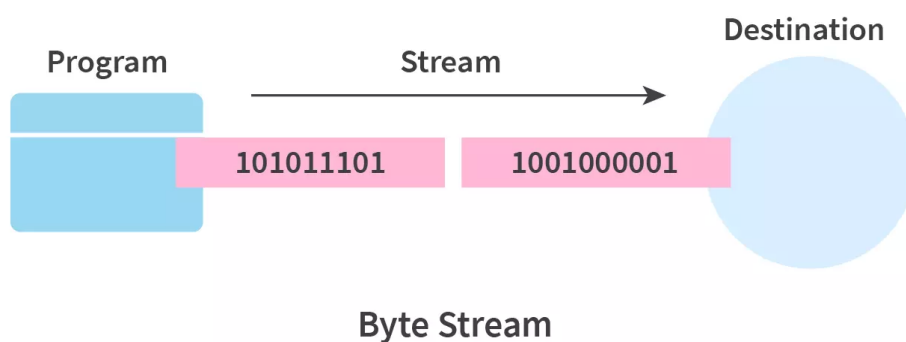 Program
Stream
Destination
101011101
1001000001
Byte Stream